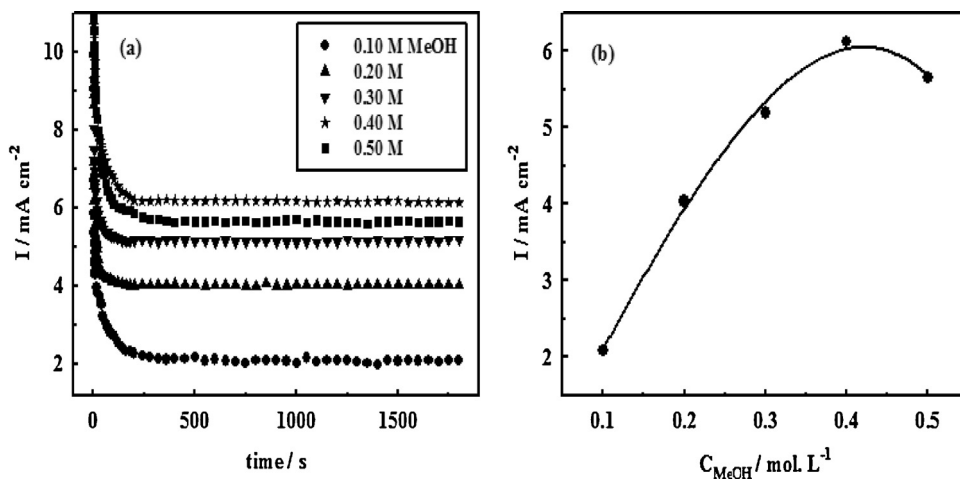 (a)
0.10 M MeOH
0.20 M
0.30 M
0.40 M
0.50 M
10
8
6
4
2
I / mA cm⁻²
0
500
1000
1500
time / s
(b)
6
5
4
3
2
I / mA cm⁻²
0.1
0.2
0.3
0.4
0.5
C_MeOH / mol. L⁻¹